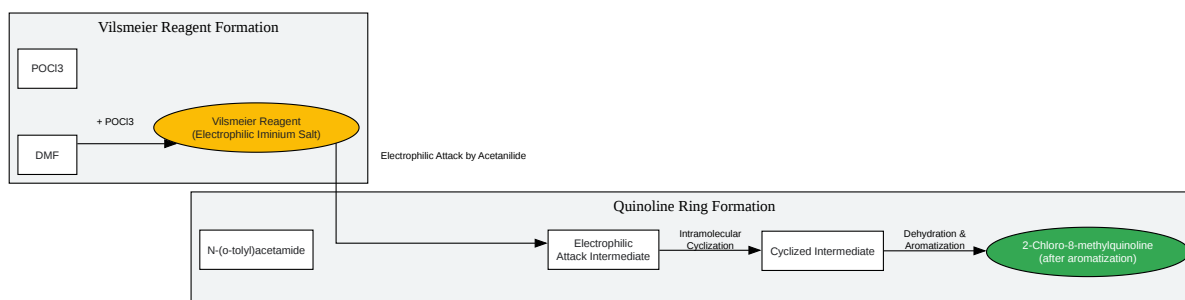 Vilsmeier Reagent Formation
POCl3
+ POCl3
Vilsmeier Reagent
(Electrophilic Iminium Salt)
DMF
Electrophilic Attack by Acetanilide
Quinoline Ring Formation
N-(o-tolyl)acetamide
Electrophilic
Attack Intermediate
Intramolecular
Cyclization
Cyclized Intermediate
Dehydration &
Aromatization
2-Chloro-8-methylquinoline
(after aromatization)